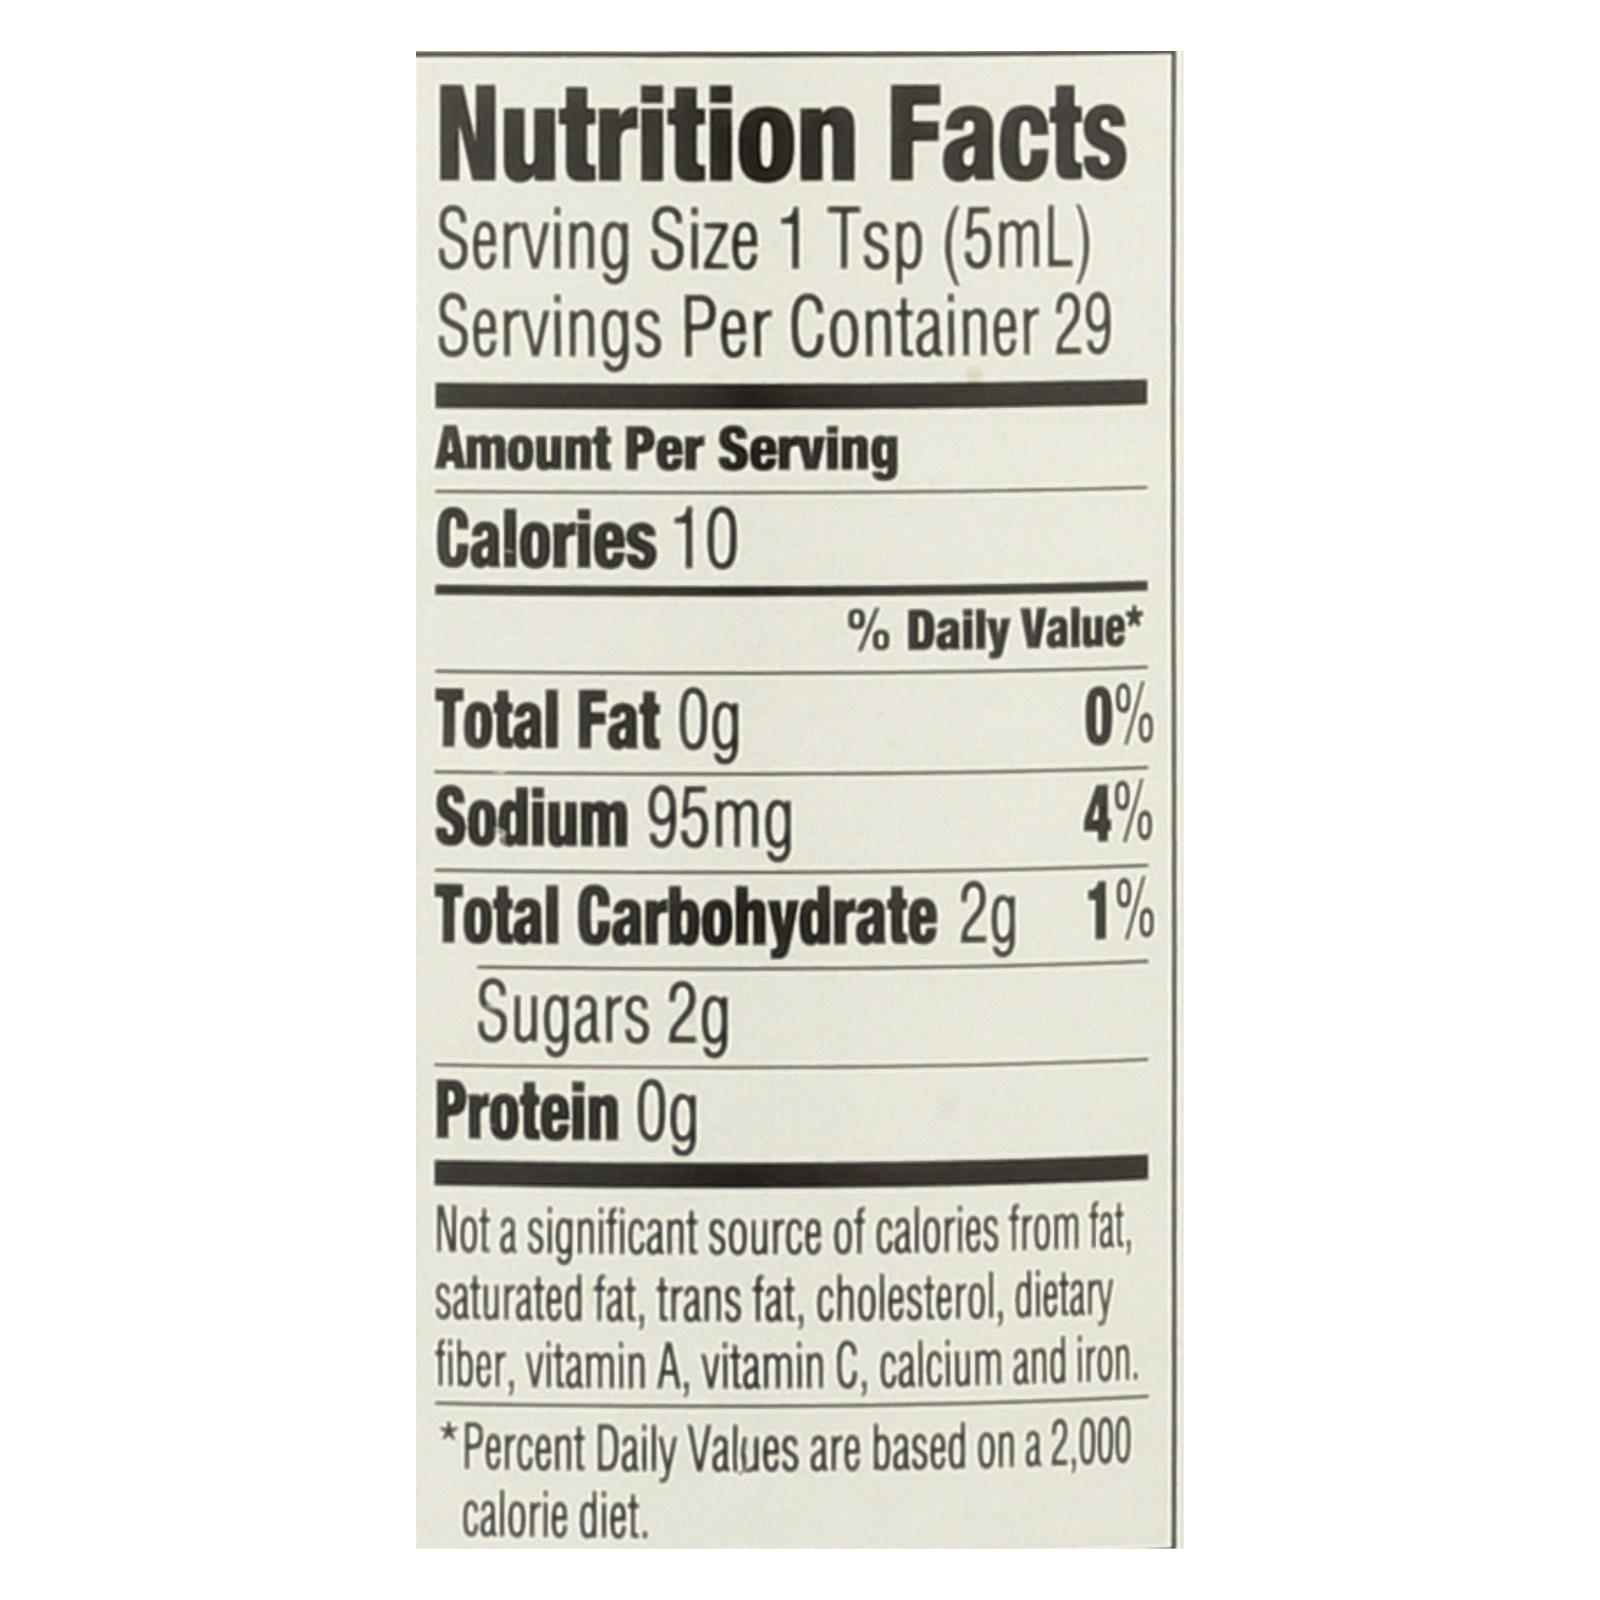 Nutrition Facts
Serving Size 1 Tsp (5mL)
Servings Per Container 29
Amount Per Serving
Calories 10
% Daily Value*
Total Fat 0g 0%
Sodium 95mg 4%
Total Carbohydrate 2g 1%
Sugars 2g
Protein 0g
Not a significant source of calories from fat,
saturated fat, trans fat, cholesterol, dietary
fiber, vitamin A, vitamin C, calcium and iron.
*Percent Daily Values are based on a 2,000
calorie diet.